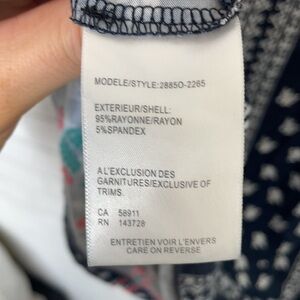 MODELE/STYLE:2885O-2265
EXTERIEUR/SHELL:
95%RAYONNE/RAYON
5%SPANDEX
A L'EXCLUSION DES
GARNITURES/EXCLUSIVE OF
TRIMS.
CA 58911
RN 143728
ENTRETIEN VOIR L'ENVERS
CARE ON REVERSE